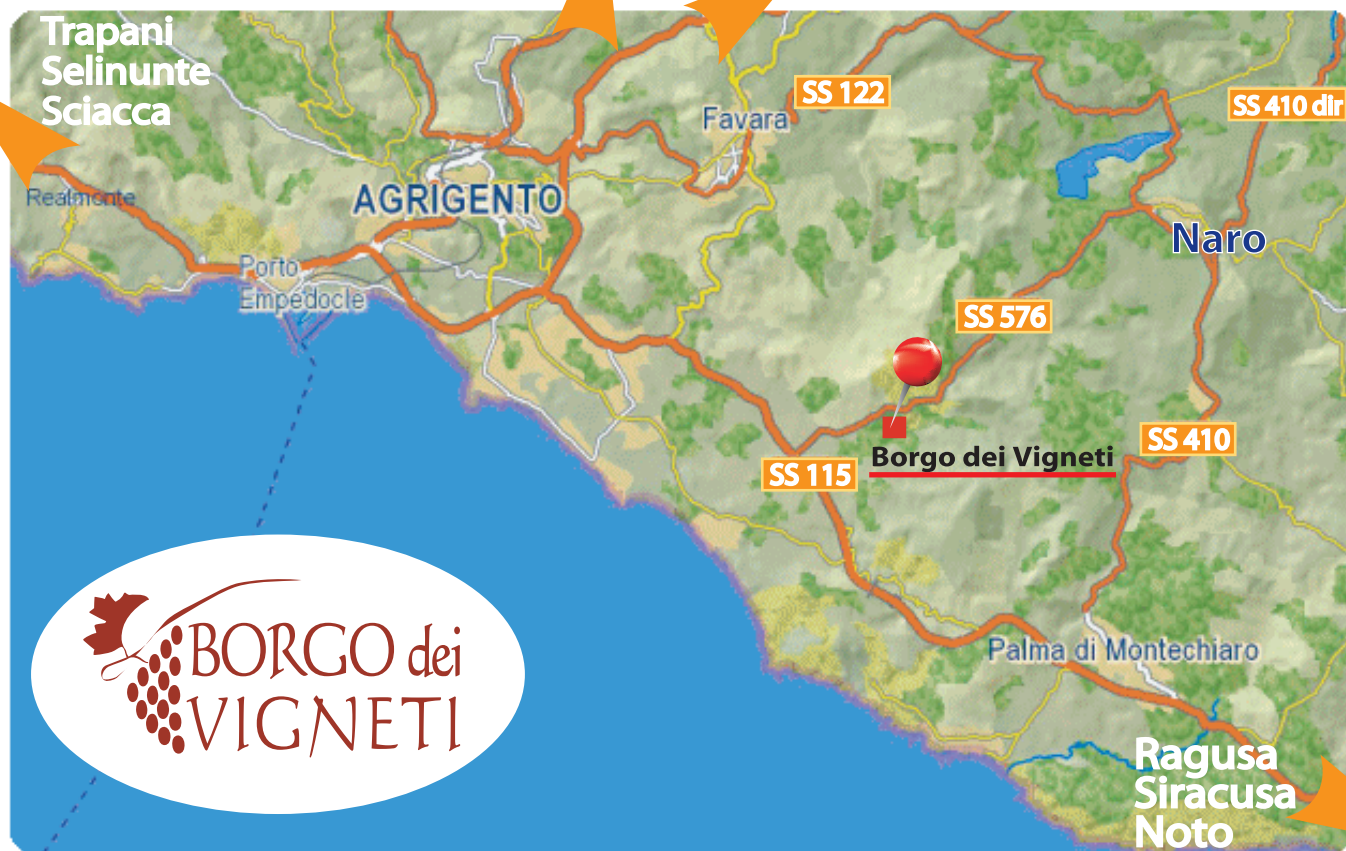 Trapani
Selinunte
Sciacca
SS 122
SS 410 dir
Favara
Realmonte
AGRIGENTO
Naro
Porto
Empedocle
SS 576
SS 410
Borgo dei Vigneti
SS 115
BORGO dei
VIGNETI
Palma di Montechiaro
Ragusa
Siracusa
Noto